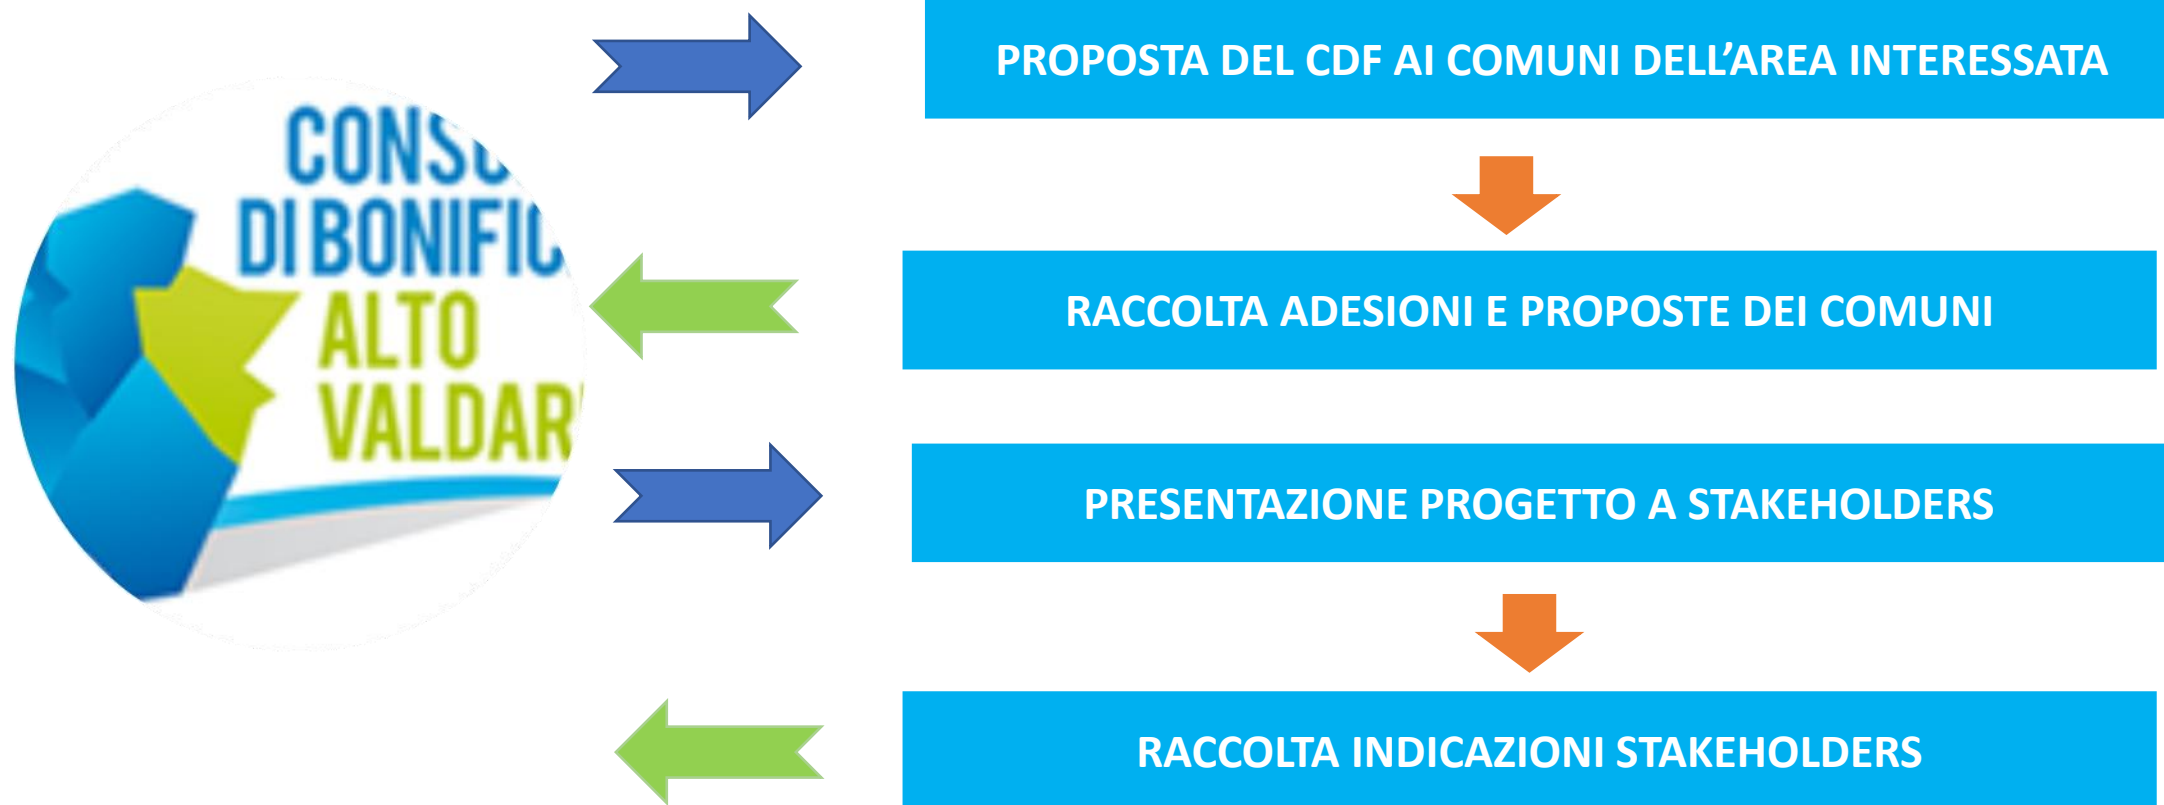 CONSO
DI BONIFIC
ALTO
VALDAR
PROPOSTA DEL CDF AI COMUNI DELL’AREA INTERESSATA
RACCOLTA ADESIONI E PROPOSTE DEI COMUNI
PRESENTAZIONE PROGETTO A STAKEHOLDERS
RACCOLTA INDICAZIONI STAKEHOLDERS